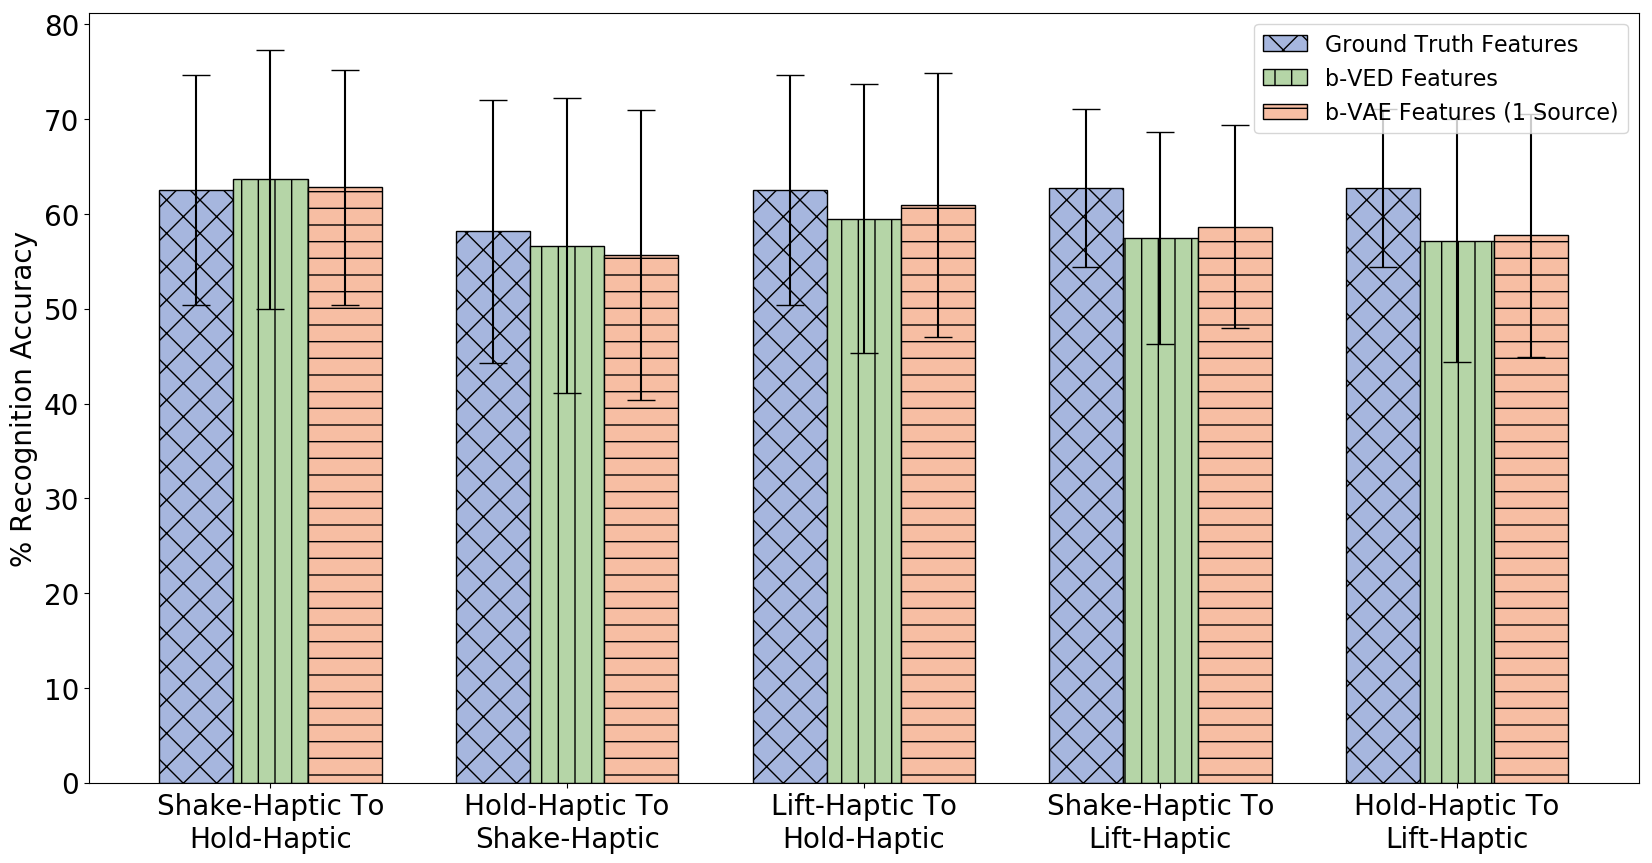 % Recognition Accuracy
80
70
60
50
40
30
20
10
0
Ground Truth Features
b-VED Features
b-VAE Features (1 Source)
Shake-Haptic To
Hold-Haptic
Hold-Haptic To
Shake-Haptic
Lift-Haptic To
Hold-Haptic
Shake-Haptic To
Lift-Haptic
Hold-Haptic To
Lift-Haptic